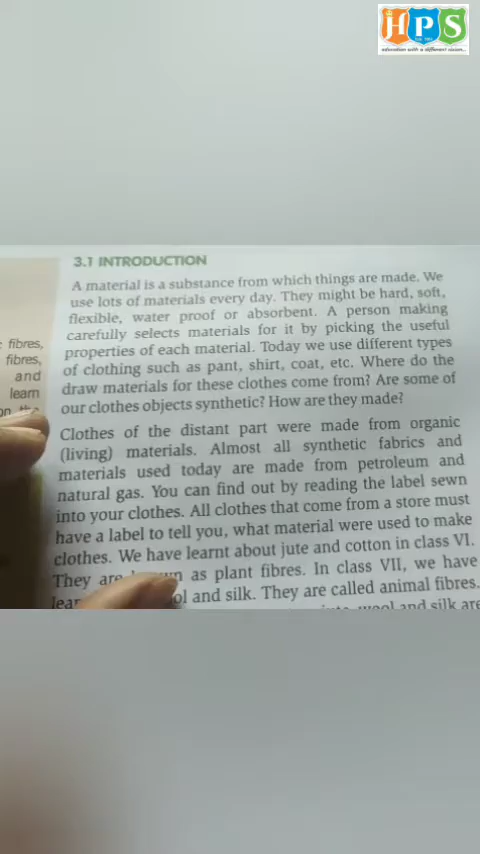 HPS
education with a different vision...
3.1 INTRODUCTION
A material is a substance from which things are made. We
use lots of materials every day. They might be hard, soft,
flexible, water proof or absorbent. A person making
carefully selects materials for it by picking the useful
properties of each material. Today we use different types
of clothing such as pant, shirt, coat, etc. Where do the
draw materials for these clothes come from? Are some of
our clothes objects synthetic? How are they made?
Clothes of the distant part were made from organic
(living) materials. Almost all synthetic fabrics and
materials used today are made from petroleum and
natural gas. You can find out by reading the label sewn
into your clothes. All clothes that come from a store must
have a label to tell you, what material were used to make
clothes. We have learnt about jute and cotton in class VI.
They are as plant fibres. In class VII, we have
and silk. They are called animal fibres.
wool and silk are
fibres,
fibres,
and
learn